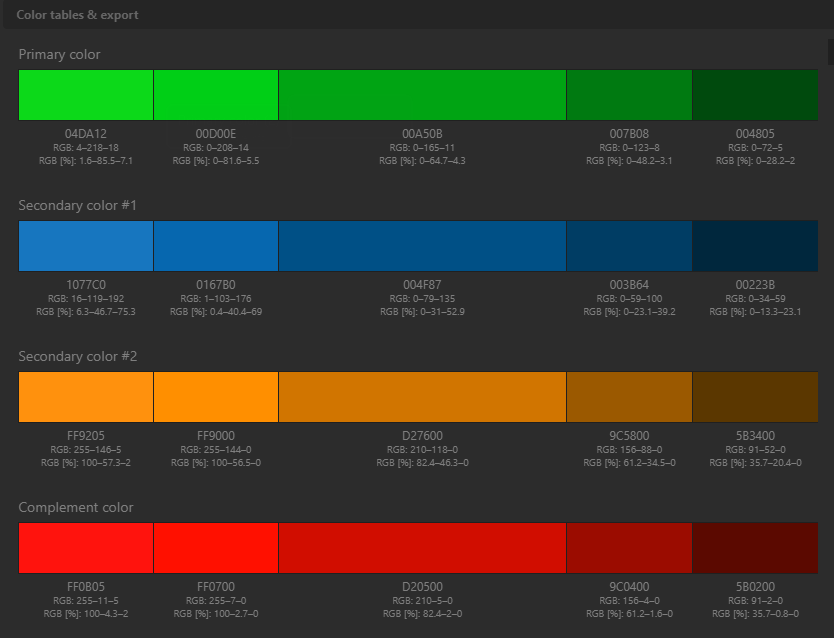 Color tables & export
Primary color
04DA12 00D00E 00A50B 007B08 004805
RGB: 4–218–18 RGB: 0–208–14 RGB: 0–165–11 RGB: 0–123–8 RGB: 0–72–5
RGB [%]: 1.6–85.5–7.1 RGB [%]: 0–81.6–5.5 RGB [%]: 0–64.7–4.3 RGB [%]: 0–48.2–3.1 RGB [%]: 0–28.2–2
Secondary color #1
1077C0 0167B0 004F87 003B64 00223B
RGB: 16–119–192 RGB: 1–103–176 RGB: 0–79–135 RGB: 0–59–100 RGB: 0–34–59
RGB [%]: 6.3–46.7–75.3 RGB [%]: 0.4–40.4–69 RGB [%]: 0–31–52.9 RGB [%]: 0–23.1–39.2 RGB [%]: 0–13.3–23.1
Secondary color #2
FF9205 FF9000 D27600 9C5800 5B3400
RGB: 255–146–5 RGB: 255–144–0 RGB: 210–118–0 RGB: 156–88–0 RGB: 91–52–0
RGB [%]: 100–57.3–2 RGB [%]: 100–56.5–0 RGB [%]: 82.4–46.3–0 RGB [%]: 61.2–34.5–0 RGB [%]: 35.7–20.4–0
Complement color
FF0B05 FF0700 D20500 9C0400 5B0200
RGB: 255–11–5 RGB: 255–7–0 RGB: 210–5–0 RGB: 156–4–0 RGB: 91–2–0
RGB [%]: 100–4.3–2 RGB [%]: 100–2.7–0 RGB [%]: 82.4–2–0 RGB [%]: 61.2–1.6–0 RGB [%]: 35.7–0.8–0